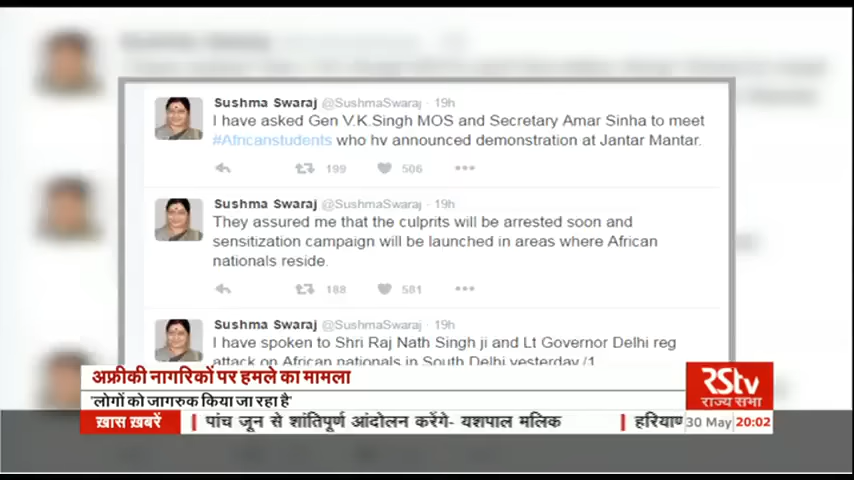 Sushma Swaraj @SushmaSwaraj · 19h
I have asked Gen V.K.Singh MOS and Secretary Amar Sinha to meet
#Africanstudents who hv announced demonstration at Jantar Mantar.
199 506
Sushma Swaraj @SushmaSwaraj · 19h
They assured me that the culprits will be arrested soon and
sensitization campaign will be launched in areas where African
nationals reside.
188 581
Sushma Swaraj @SushmaSwaraj · 19h
I have spoken to Shri Raj Nath Singh ji and Lt Governor Delhi reg
attack on African nationals in South Delhi yesterday /1
अफ्रीकी नागरिकों पर हमले का मामला
'लोगों को जागरुक किया जा रहा है'
RStv
राज्य सभा
ख़ास ख़बरें
पांच जून से शांतिपूर्ण आंदोलन करेंगे- यशपाल मलिक
हरियाण
30 May 20:02